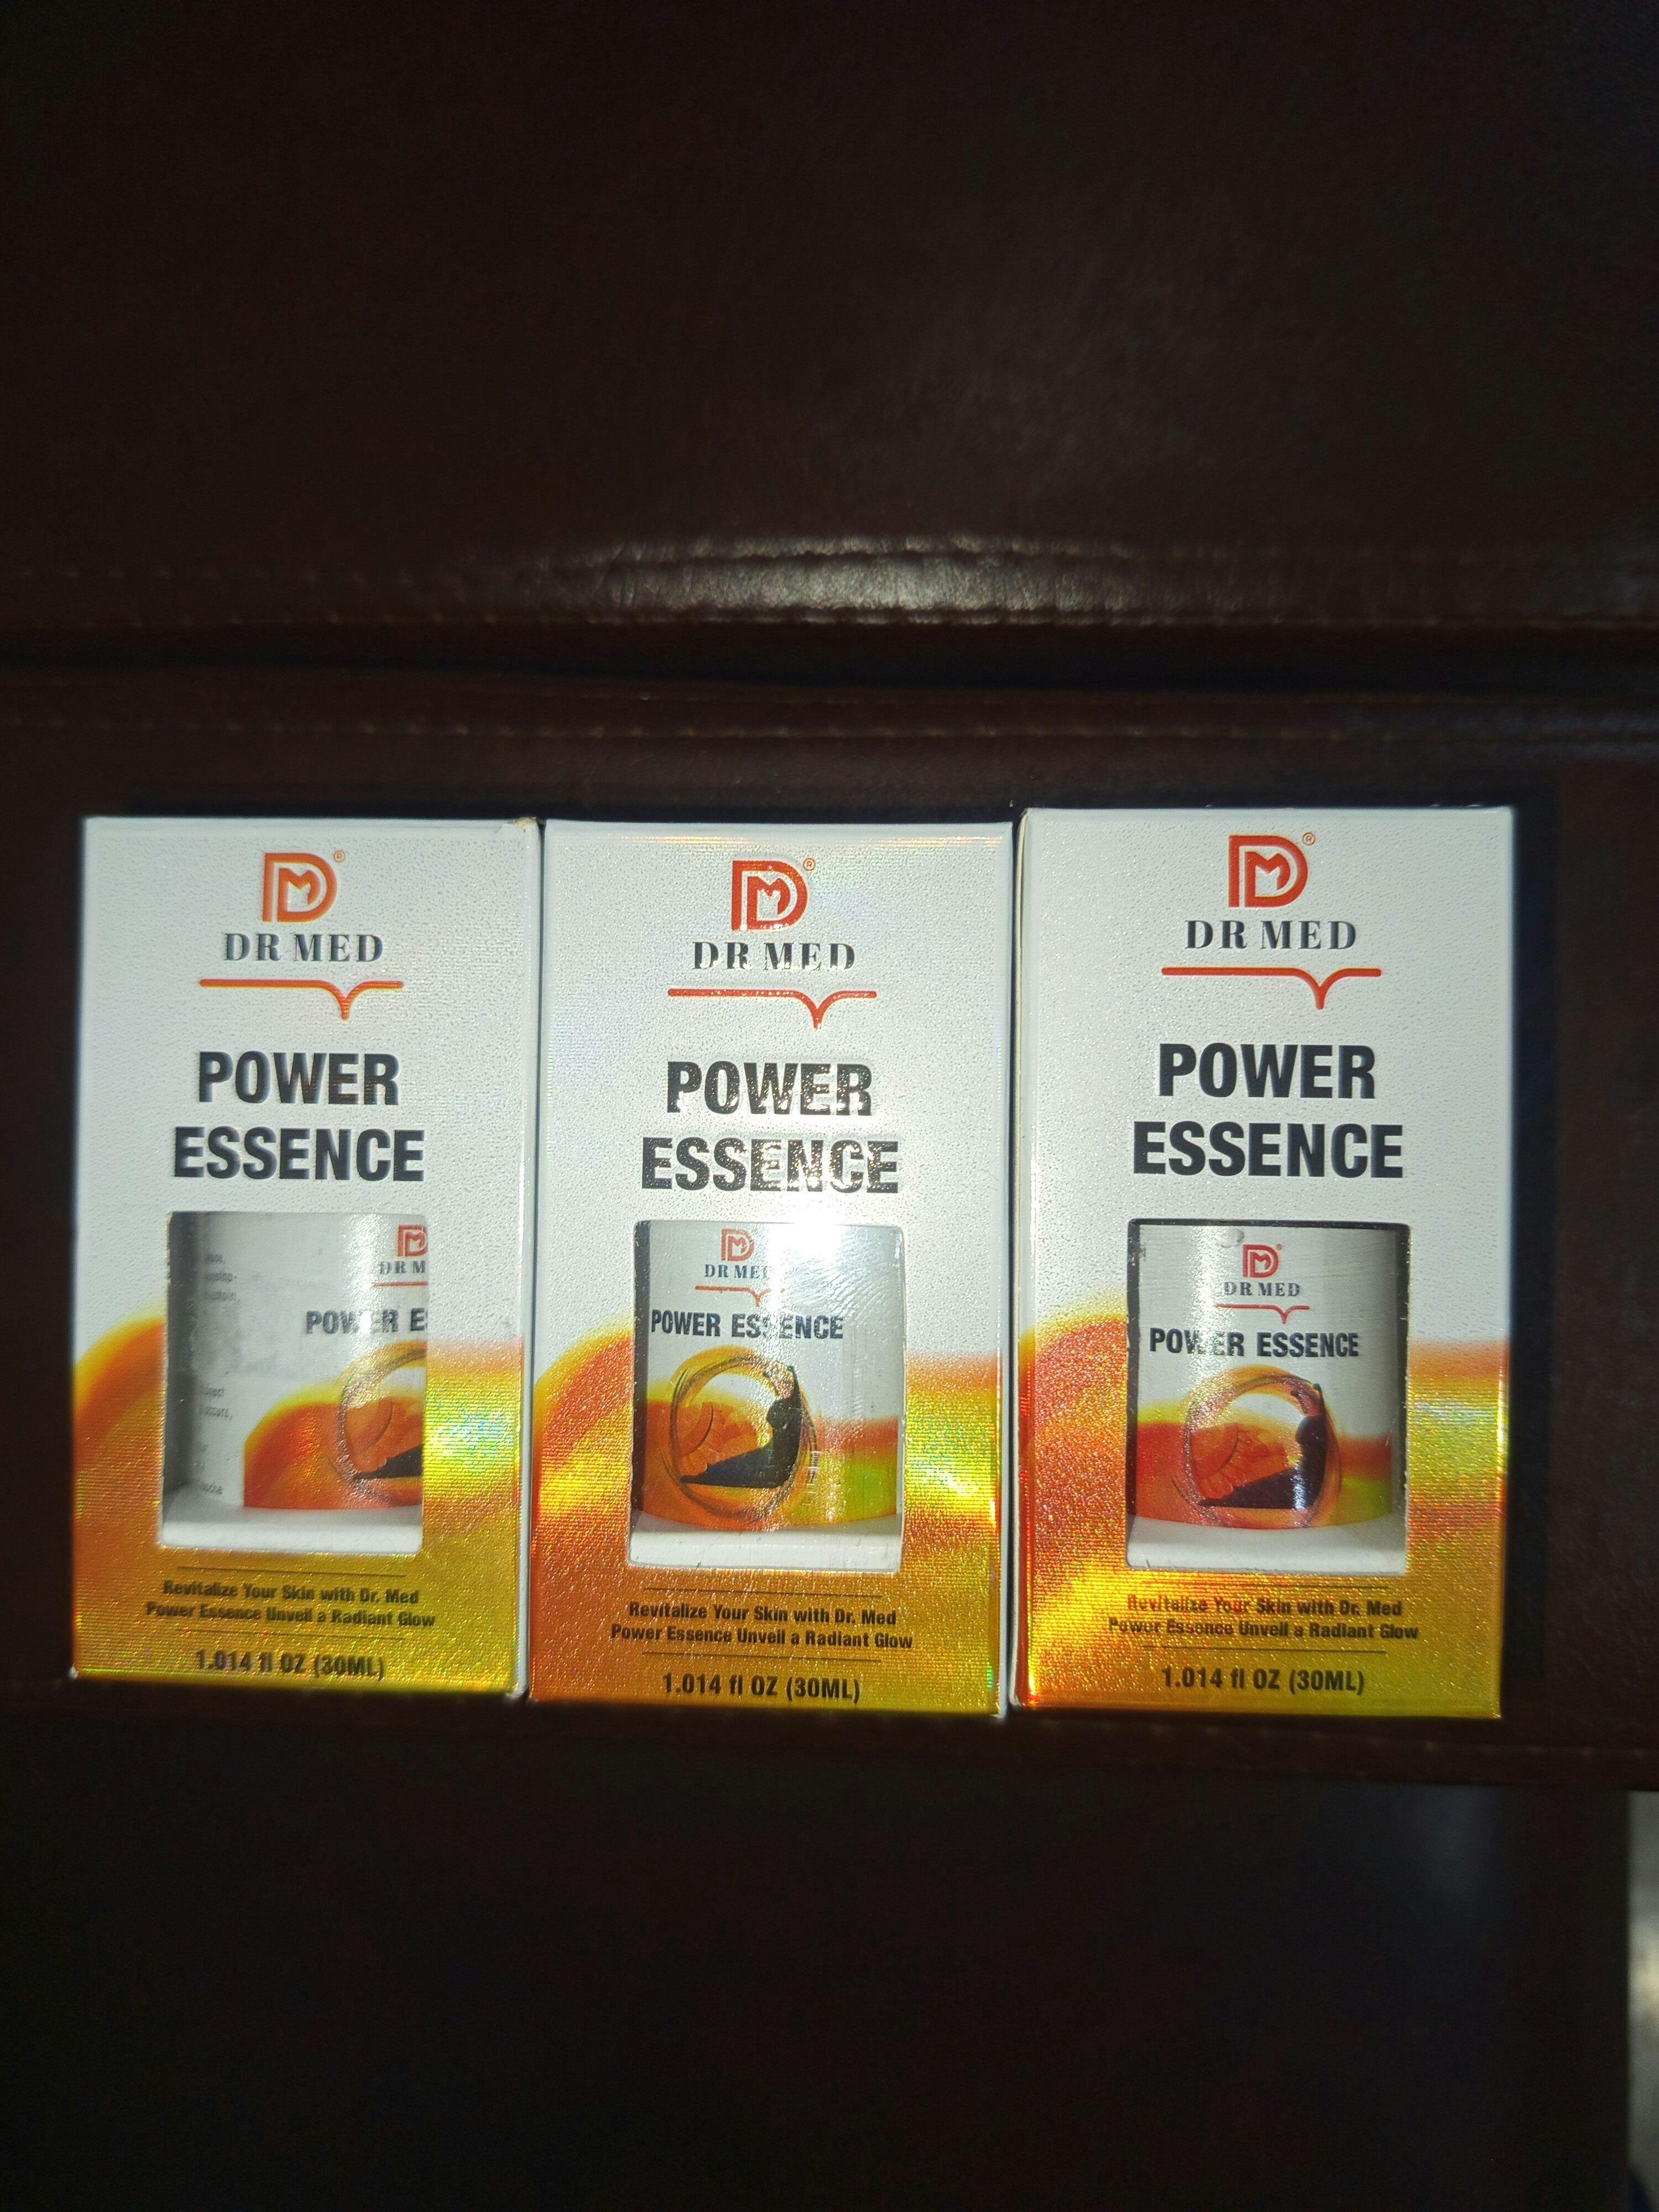 DR MED
POWER
ESSENCE
DR M
POWER E
Revitalize Your Skin with Dr. Med
Power Essence Unveil a Radiant Glow
1.014 fl OZ (30ML)
DR MED
POWER
ESSENCE
DR MED
POWER ESSENCE
Revitalize Your Skin with Dr. Med
Power Essence Unveil a Radiant Glow
1.014 fl OZ (30ML)
DR MED
POWER
ESSENCE
DR MED
POWER ESSENCE
Revitalize Your Skin with Dr. Med
Power Essence Unveil a Radiant Glow
1.014 fl OZ (30ML)